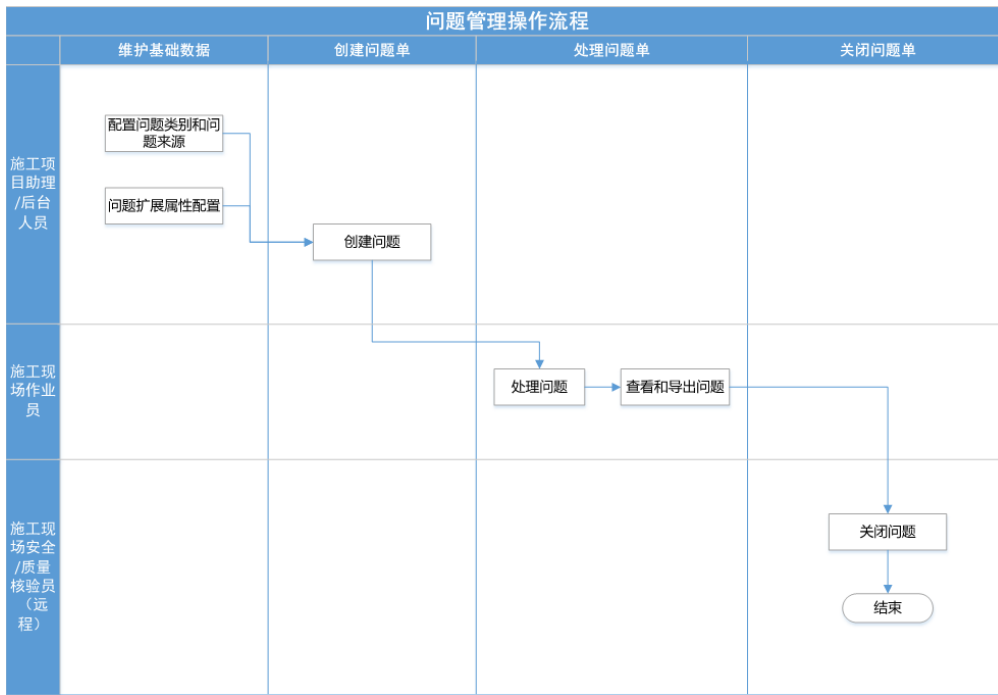 问题管理操作流程
维护基础数据
创建问题单
处理问题单
关闭问题单
施工项
目助理
/后台
人员
配置问题类别和问
题来源
问题扩展属性配置
创建问题
施工现
场作业
员
处理问题
查看和导出问题
施工现
场安全
/质量
核验员
（远
程）
关闭问题
结束